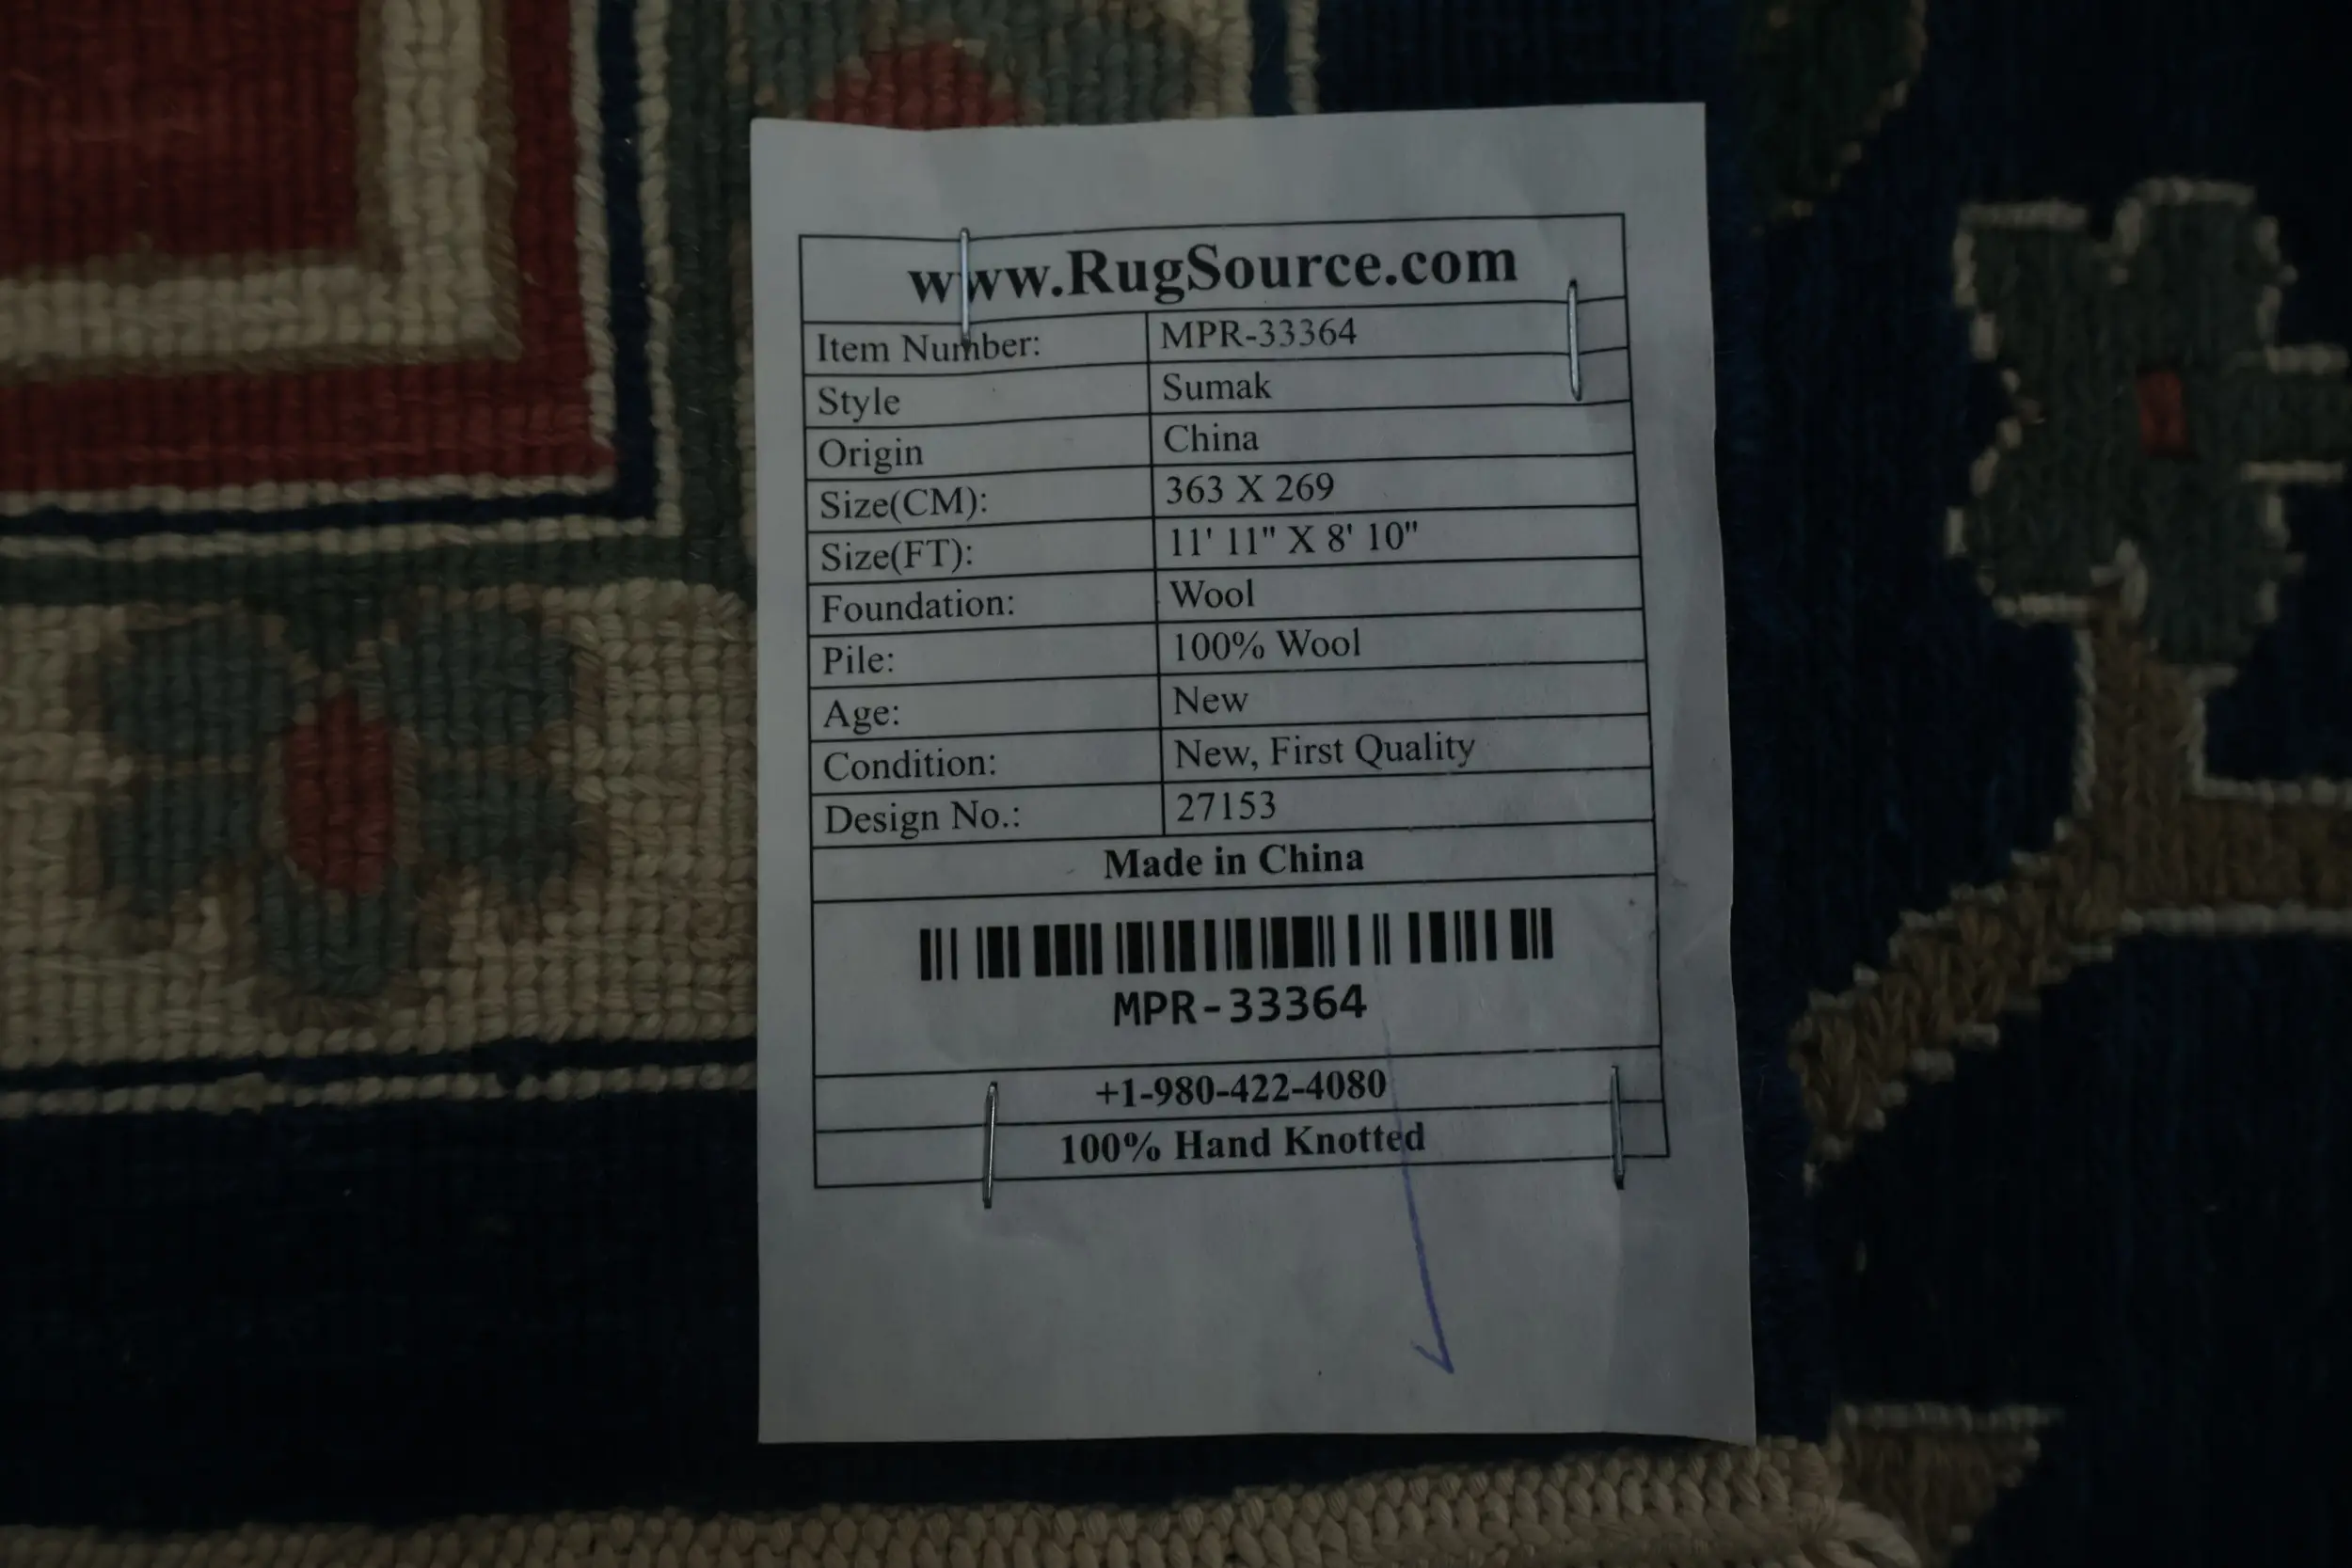 www.RugSource.com
Item Number: MPR-33364
Style Sumak
Origin China
Size(CM): 363 X 269
Size(FT): 11' 11" X 8' 10"
Foundation: Wool
Pile: 100% Wool
Age: New
Condition: New, First Quality
Design No.: 27153
Made in China
MPR-33364
+1-980-422-4080
100% Hand Knotted